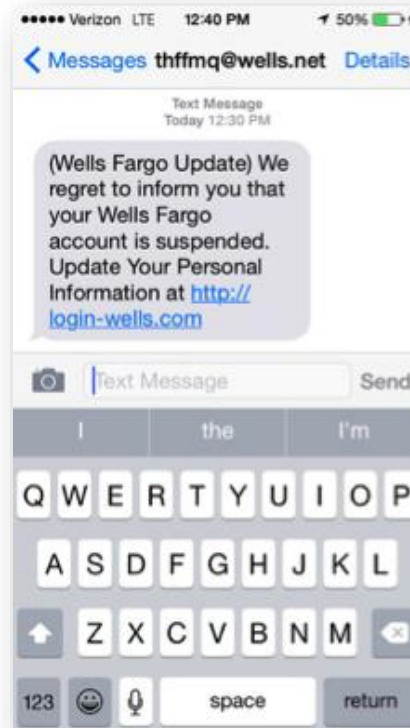 Verizon LTE 12:40 PM 50%
Messages thffmq@wells.net Details
Text Message
Today 12:30 PM
(Wells Fargo Update) We
regret to inform you that
your Wells Fargo
account is suspended.
Update Your Personal
Information at http://
login-wells.com
Text Message Send
I the I'm
Q W E R T Y U I O P
A S D F G H J K L
Z X C V B N M
123 space return